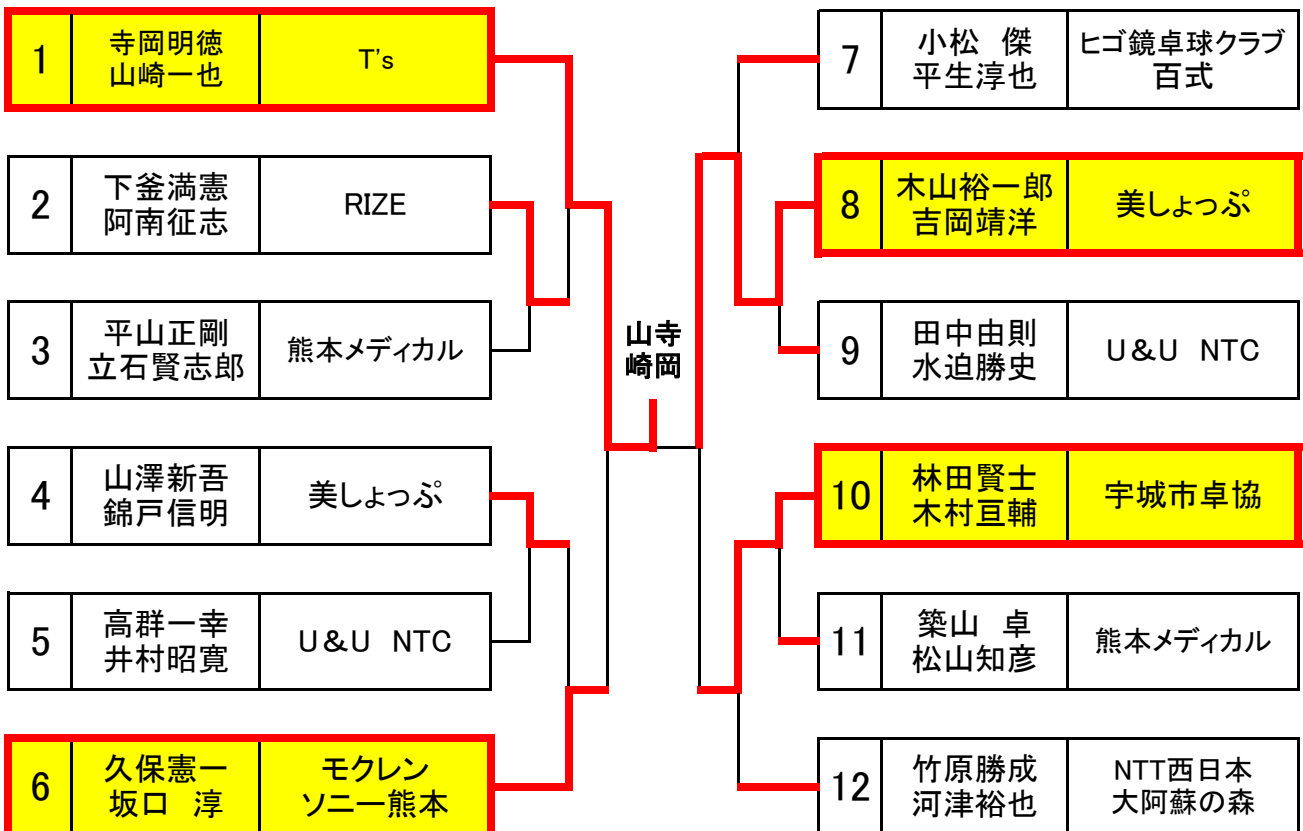 1
寺岡明徳
山崎一也
T's
2
下釜満憲
阿南征志
RIZE
3
平山正剛
立石賢志郎
熊本メディカル
4
山澤新吾
錦戸信明
美しょっぷ
5
高群一幸
井村昭寛
U&U NTC
6
久保憲一
坂口 淳
モクレン
ソニー熊本
山寺
崎岡
7
小松 傑
平生淳也
ヒゴ鏡卓球クラブ
百式
8
木山裕一郎
吉岡靖洋
美しょっぷ
9
田中由則
水迫勝史
U&U NTC
10
林田賢士
木村亘輔
宇城市卓協
11
築山 卓
松山知彦
熊本メディカル
12
竹原勝成
河津裕也
NTT西日本
大阿蘇の森